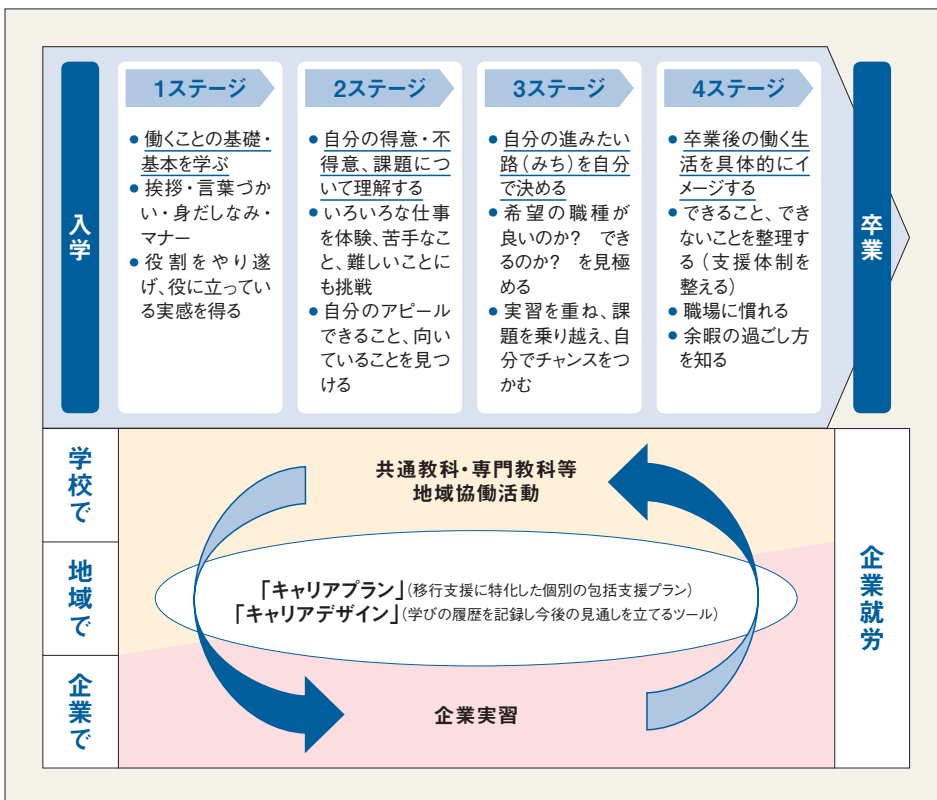 入学
1ステージ
● 働くことの基礎・
基本を学ぶ
● 挨拶・言葉づか
い・身だしなみ・
マナー
● 役割をやり遂
げ、役に立ってい
る実感を得る
2ステージ
● 自分の得意・不
得意、課題につ
いて理解する
● いろいろな仕事
を体験、苦手なこ
と、難しいことに
も挑戦
● 自分のアピール
できること、向い
ていることを見つ
ける
3ステージ
● 自分の進みたい
路（みち）を自分
で決める
● 希望の職種が
良いのか？ でき
るのか？ を見極
める
● 実習を重ね、課
題を乗り越え、自
分でチャンスをつ
かむ
4ステージ
● 卒業後の働く生
活を具体的にイ
メージする
● できること、でき
ないことを整理す
る（支援体制を
整える）
● 職場に慣れる
● 余暇の過ごし方
を知る
卒業
学校で
地域で
企業で
共通教科・専門教科等
地域協働活動
「キャリアプラン」（移行支援に特化した個別の包括支援プラン）
「キャリアデザイン」（学びの履歴を記録し今後の見通しを立てるツール）
企業実習
企業就労